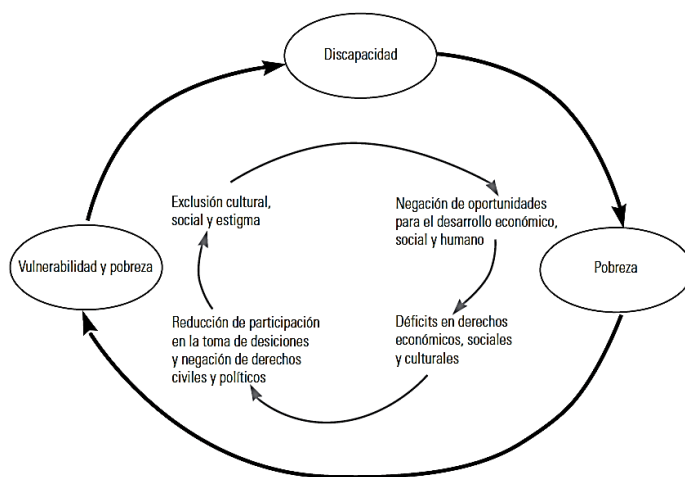 Discapacidad
Exclusión cultural,
social y estigma
Negación de oportunidades
para el desarrollo económico,
social y humano
Vulnerabilidad y pobreza
Pobreza
Reducción de participación
en la toma de desiciones
y negación de derechos
civiles y políticos
Déficits en derechos
económicos, sociales
y culturales